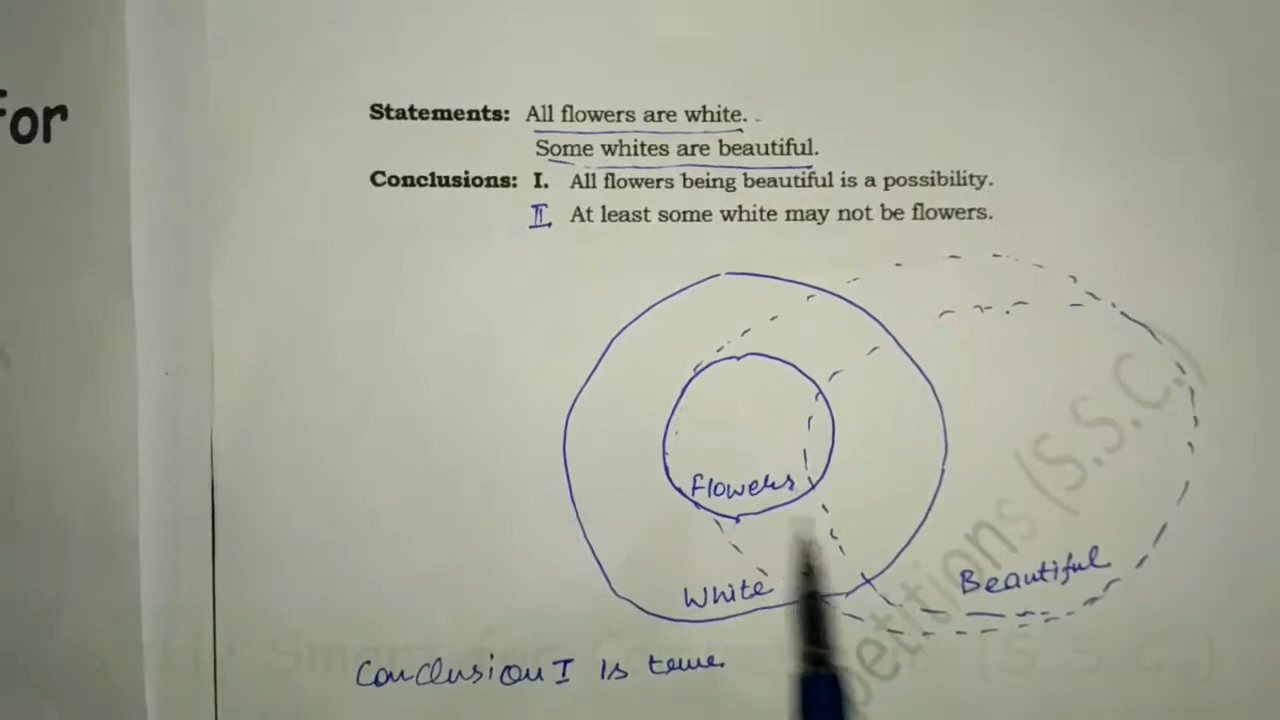 For
Statements: All flowers are white.
Some whites are beautiful.
Conclusions: I. All flowers being beautiful is a possibility.
II. At least some white may not be flowers.
Flowers
White
Beautiful
petitions (S.S.C.)
Conclusion I is true